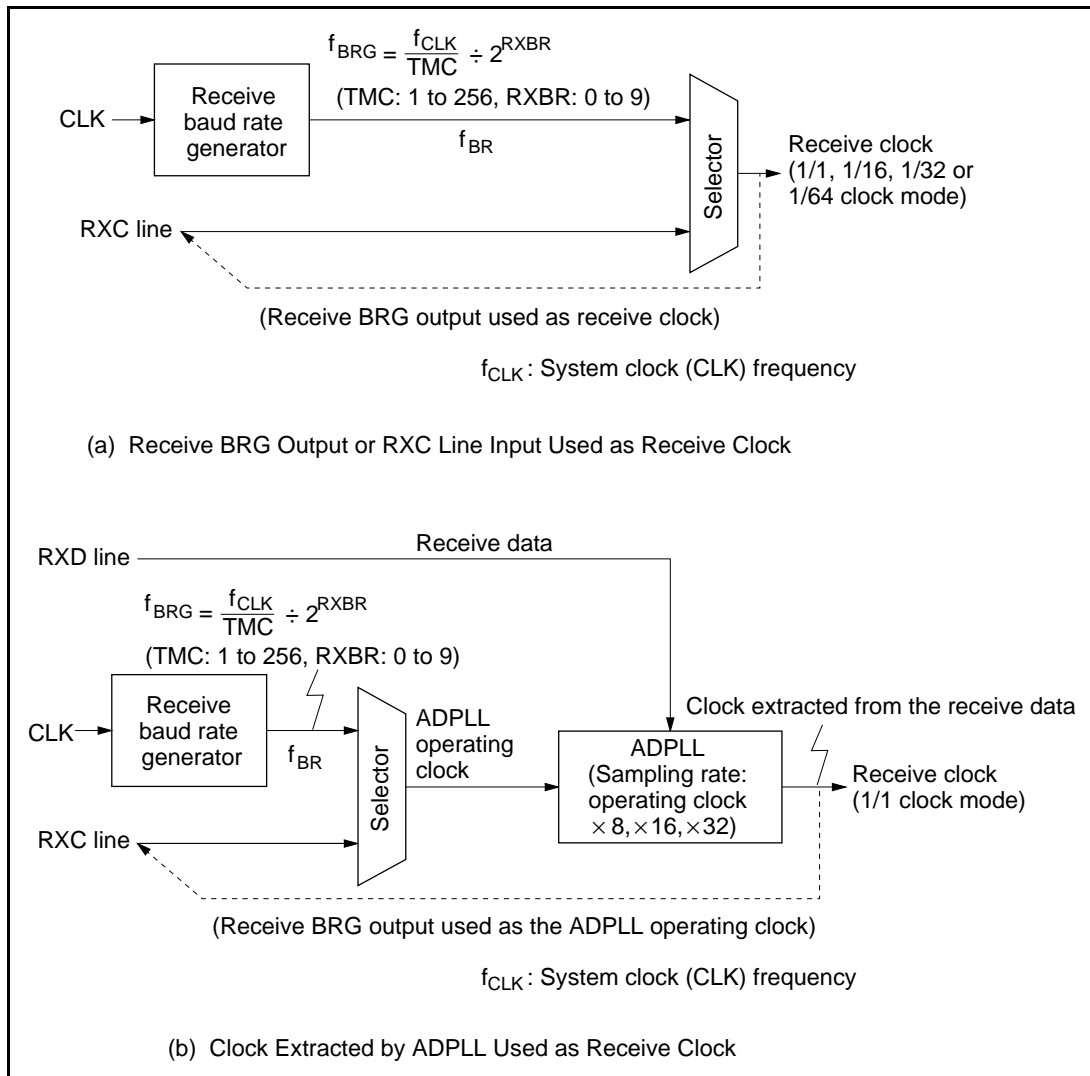 f_BRG = f_CLK / TMC ÷ 2^RXBR
(TMC: 1 to 256, RXBR: 0 to 9)
CLK
Receive
baud rate
generator
f_BR
Selector
Receive clock
(1/1, 1/16, 1/32 or
1/64 clock mode)
RXC line
(Receive BRG output used as receive clock)
f_CLK : System clock (CLK) frequency
(a) Receive BRG Output or RXC Line Input Used as Receive Clock
RXD line
Receive data
f_BRG = f_CLK / TMC ÷ 2^RXBR
(TMC: 1 to 256, RXBR: 0 to 9)
CLK
Receive
baud rate
generator
f_BR
Selector
ADPLL
operating
clock
ADPLL
(Sampling rate:
operating clock
×8, ×16, ×32)
Clock extracted from the receive data
Receive clock
(1/1 clock mode)
RXC line
(Receive BRG output used as the ADPLL operating clock)
f_CLK : System clock (CLK) frequency
(b) Clock Extracted by ADPLL Used as Receive Clock